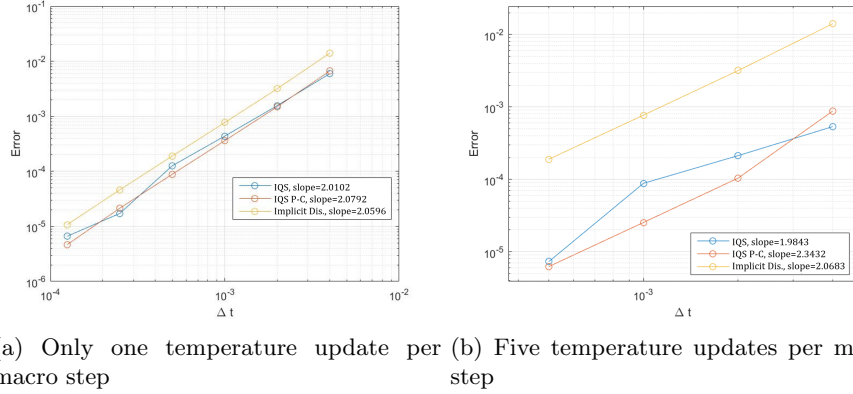 10^-1
10^-2
10^-3
10^-4
10^-5
10^-6
Error
10^-4
10^-3
10^-2
Δ t
IQS, slope=2.0102
IQS P-C, slope=2.0792
Implicit Dis., slope=2.0596
10^-2
10^-3
10^-4
10^-5
Error
10^-3
Δ t
IQS, slope=1.9843
IQS P-C, slope=2.3432
Implicit Dis., slope=2.0683
a) Only one temperature update per
macro step
(b) Five temperature updates per m
step